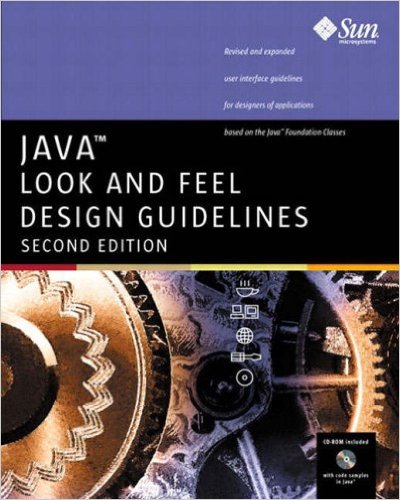 Sun
microsystems
Revised and expanded
user interface guidelines
for designers of applications
based on the Java™ Foundation Classes
JAVA™
LOOK AND FEEL
DESIGN GUIDELINES
SECOND EDITION
CD-ROM included
with code samples
in Java™